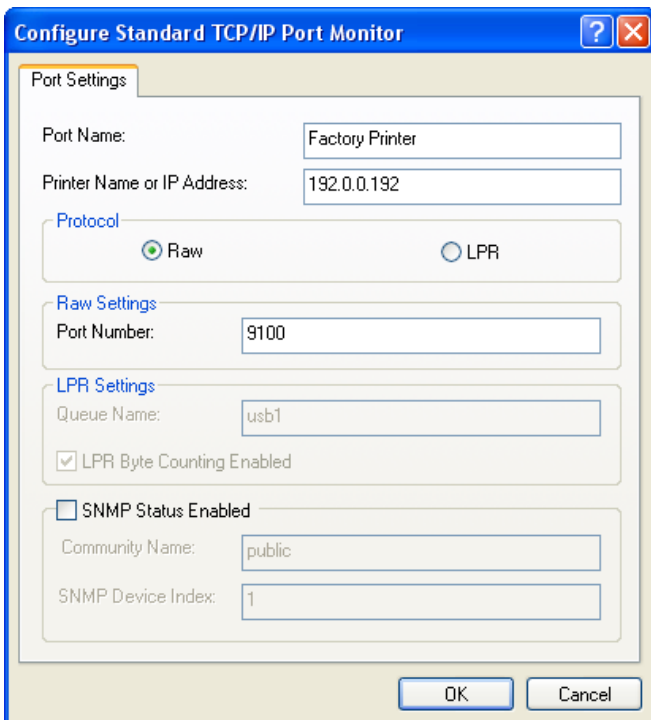 Configure Standard TCP/IP Port Monitor
Port Settings
Port Name: Factory Printer
Printer Name or IP Address: 192.0.0.192
Protocol
Raw LPR
Raw Settings
Port Number: 9100
LPR Settings
Queue Name: usb1
LPR Byte Counting Enabled
SNMP Status Enabled
Community Name: public
SNMP Device Index: 1
OK Cancel